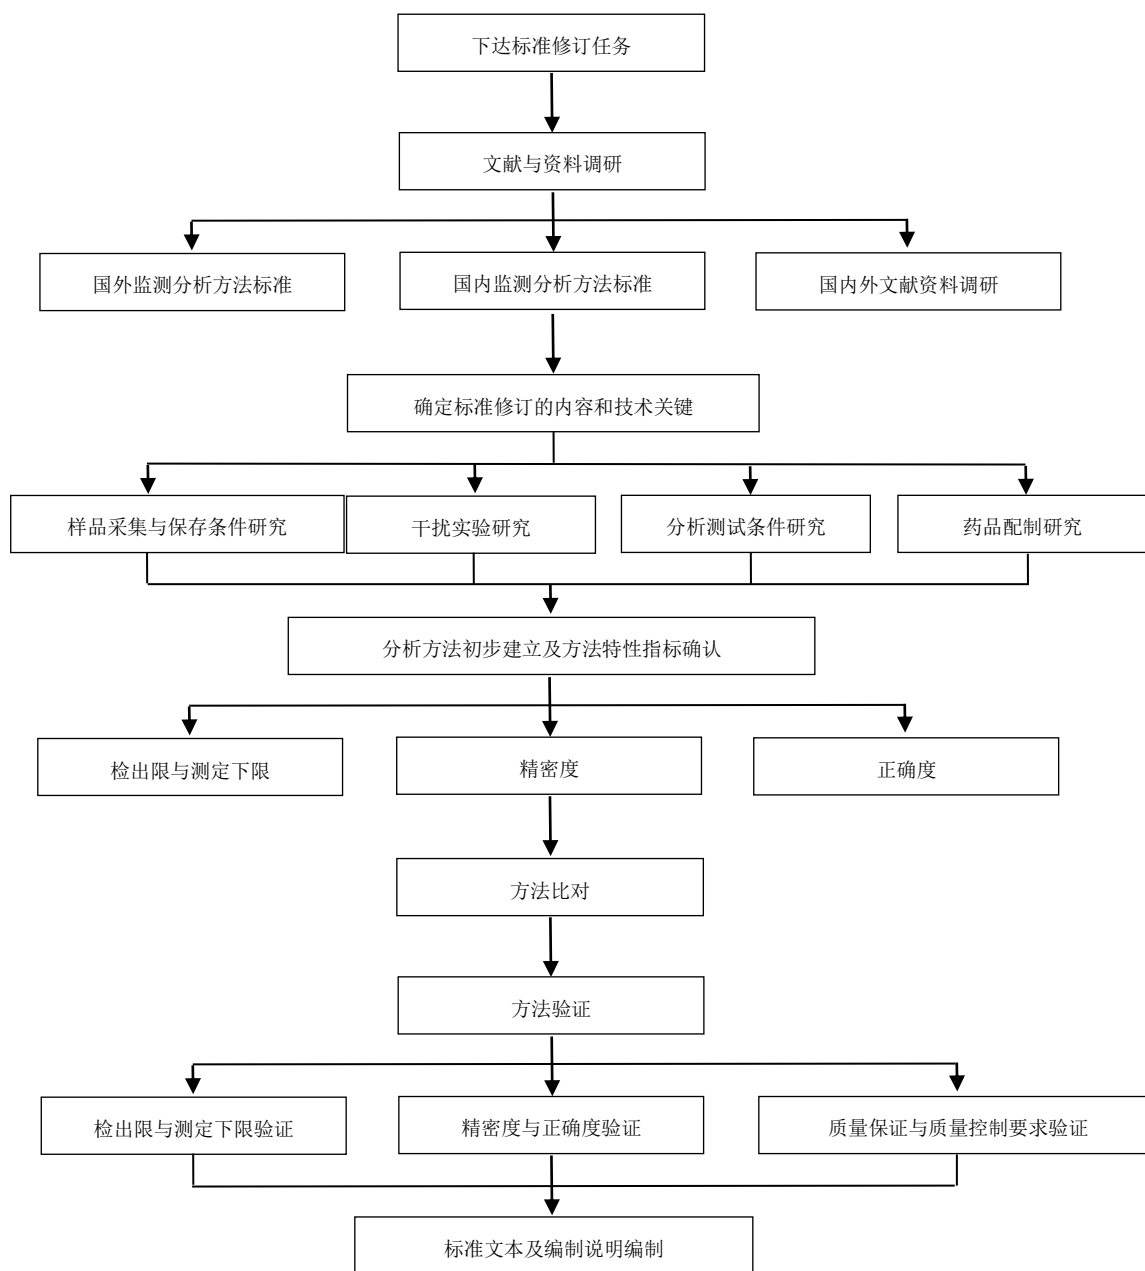 下达标准修订任务
文献与资料调研
国外监测分析方法标准
国内监测分析方法标准
国内外文献资料调研
确定标准修订的内容和技术关键
样品采集与保存条件研究
干扰实验研究
分析测试条件研究
药品配制研究
分析方法初步建立及方法特性指标确认
检出限与测定下限
精密度
正确度
方法比对
方法验证
检出限与测定下限验证
精密度与正确度验证
质量保证与质量控制要求验证
标准文本及编制说明编制